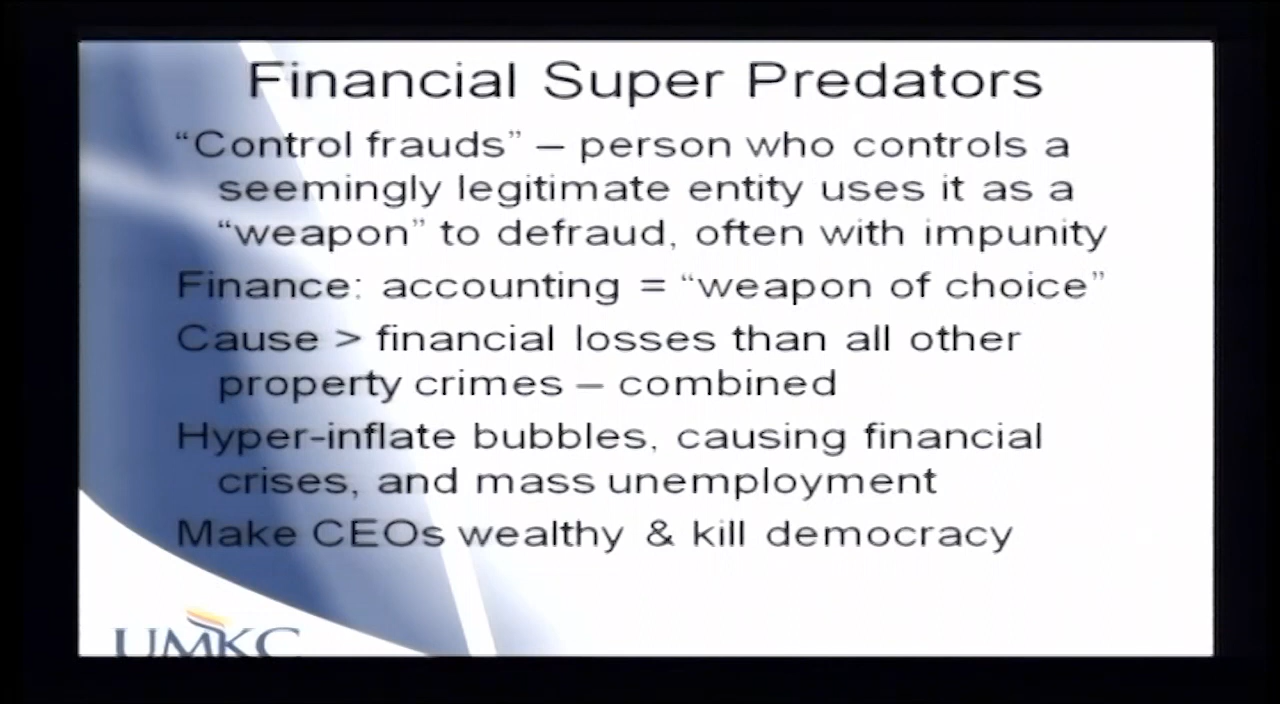 Financial Super Predators
“Control frauds” – person who controls a
seemingly legitimate entity uses it as a
“weapon” to defraud, often with impunity
Finance: accounting = “weapon of choice”
Cause > financial losses than all other
property crimes – combined
Hyper-inflate bubbles, causing financial
crises, and mass unemployment
Make CEOs wealthy & kill democracy
UMKC